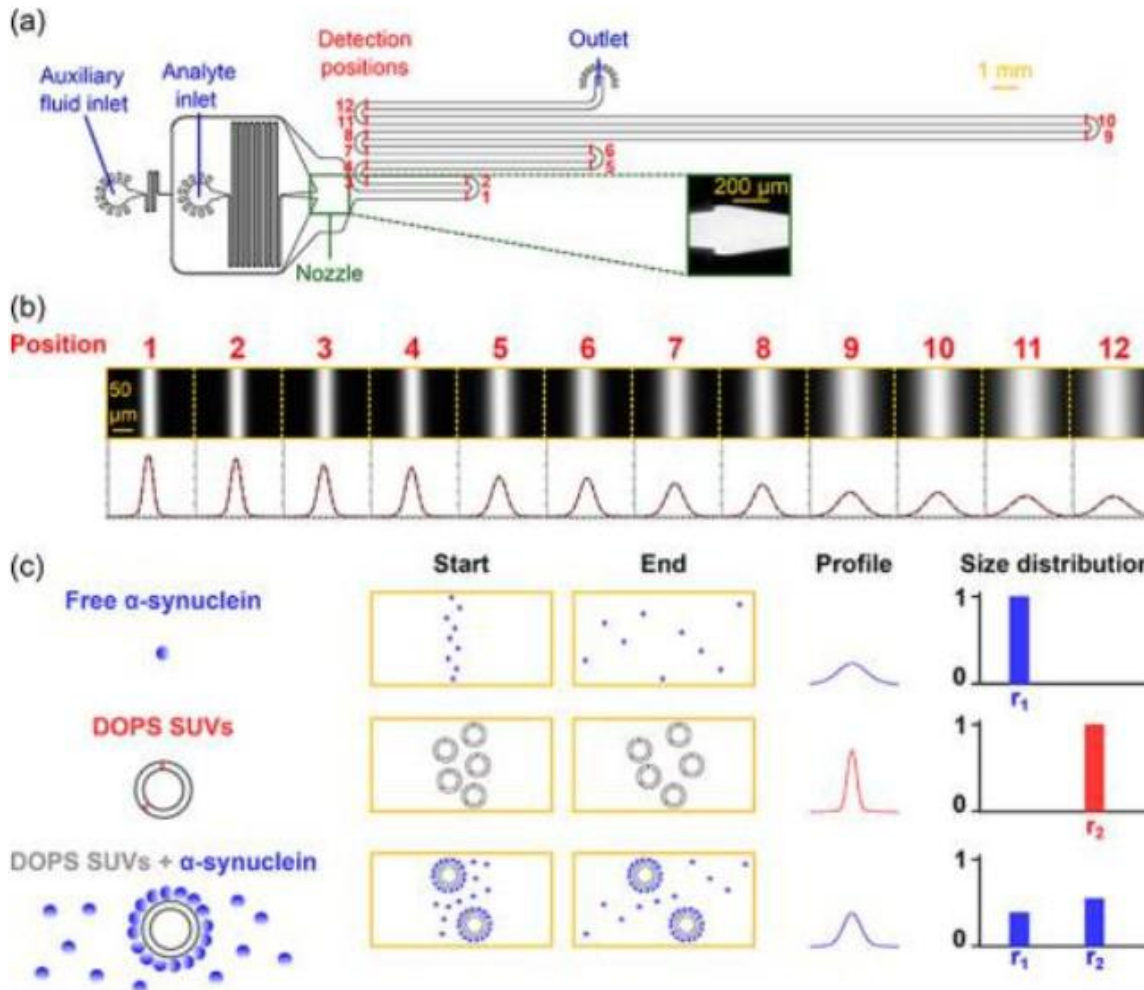 (a)
Detection
positions
Outlet
1 mm
Auxiliary
fluid inlet
Analyte
inlet
12
11
10
9
8
7
6
5
4
3
2
1
200 μm
Nozzle
(b)
Position 1 2 3 4 5 6 7 8 9 10 11 12
50
μm
(c)
Start End Profile Size distribution
Free α-synuclein
1
0
r1
DOPS SUVs
1
0
r2
DOPS SUVs + α-synuclein
1
0
r1 r2